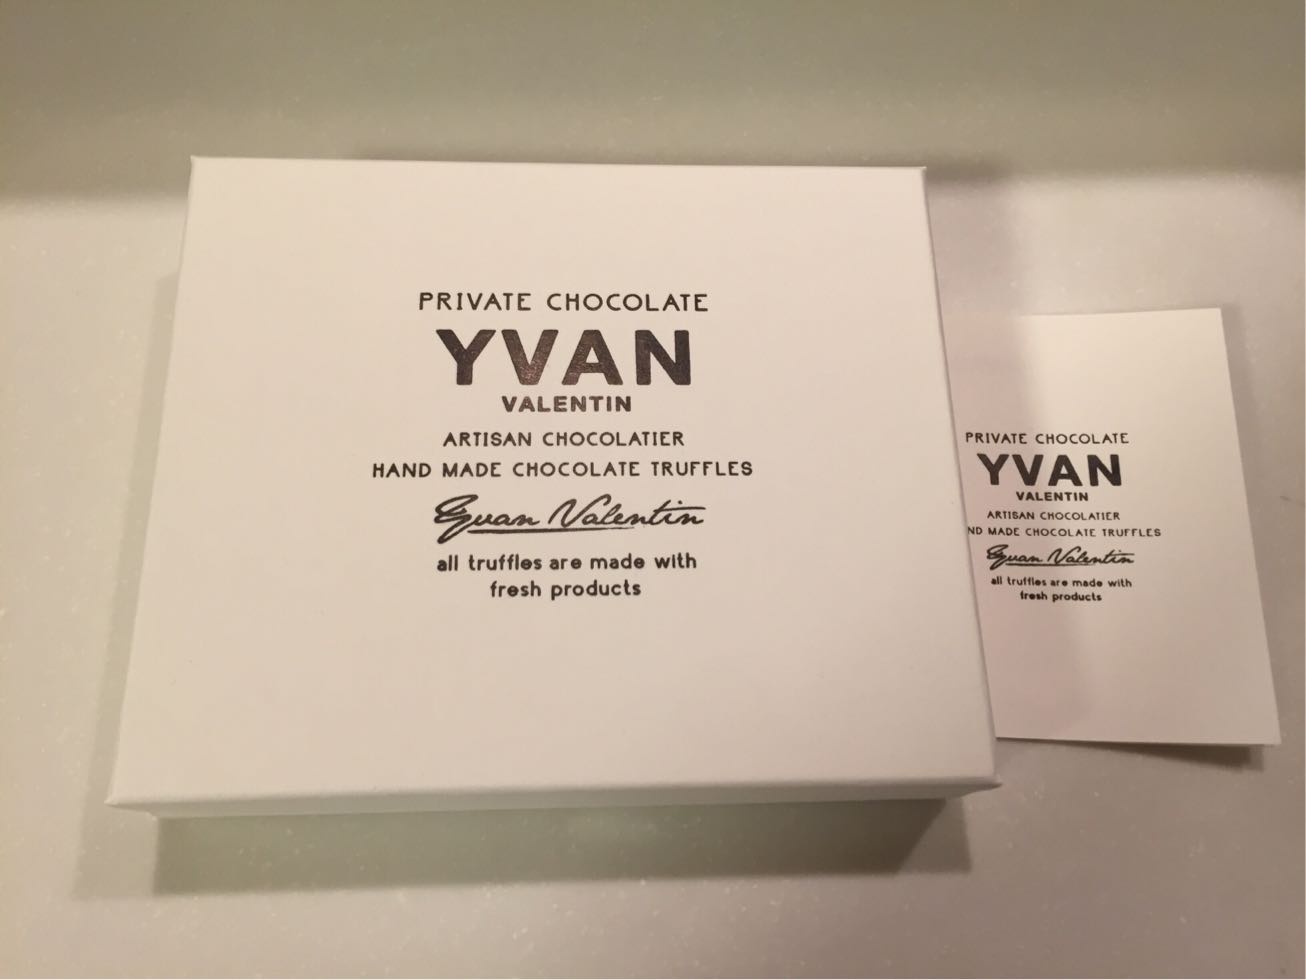 PRIVATE CHOCOLATE
YVAN
VALENTIN
ARTISAN CHOCOLATIER
HAND MADE CHOCOLATE TRUFFLES
Yvan Valentin
all truffles are made with
fresh products
PRIVATE CHOCOLATE
YVAN
VALENTIN
ARTISAN CHOCOLATIER
ND MADE CHOCOLATE TRUFFLES
Yvan Valentin
all truffles are made with
fresh products